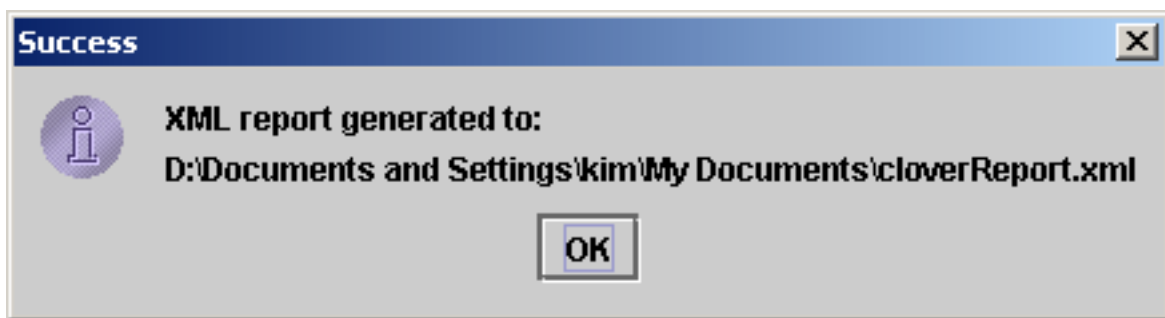 Success
XML report generated to:
D:\Documents and Settings\kim\My Documents\cloverReport.xml
OK